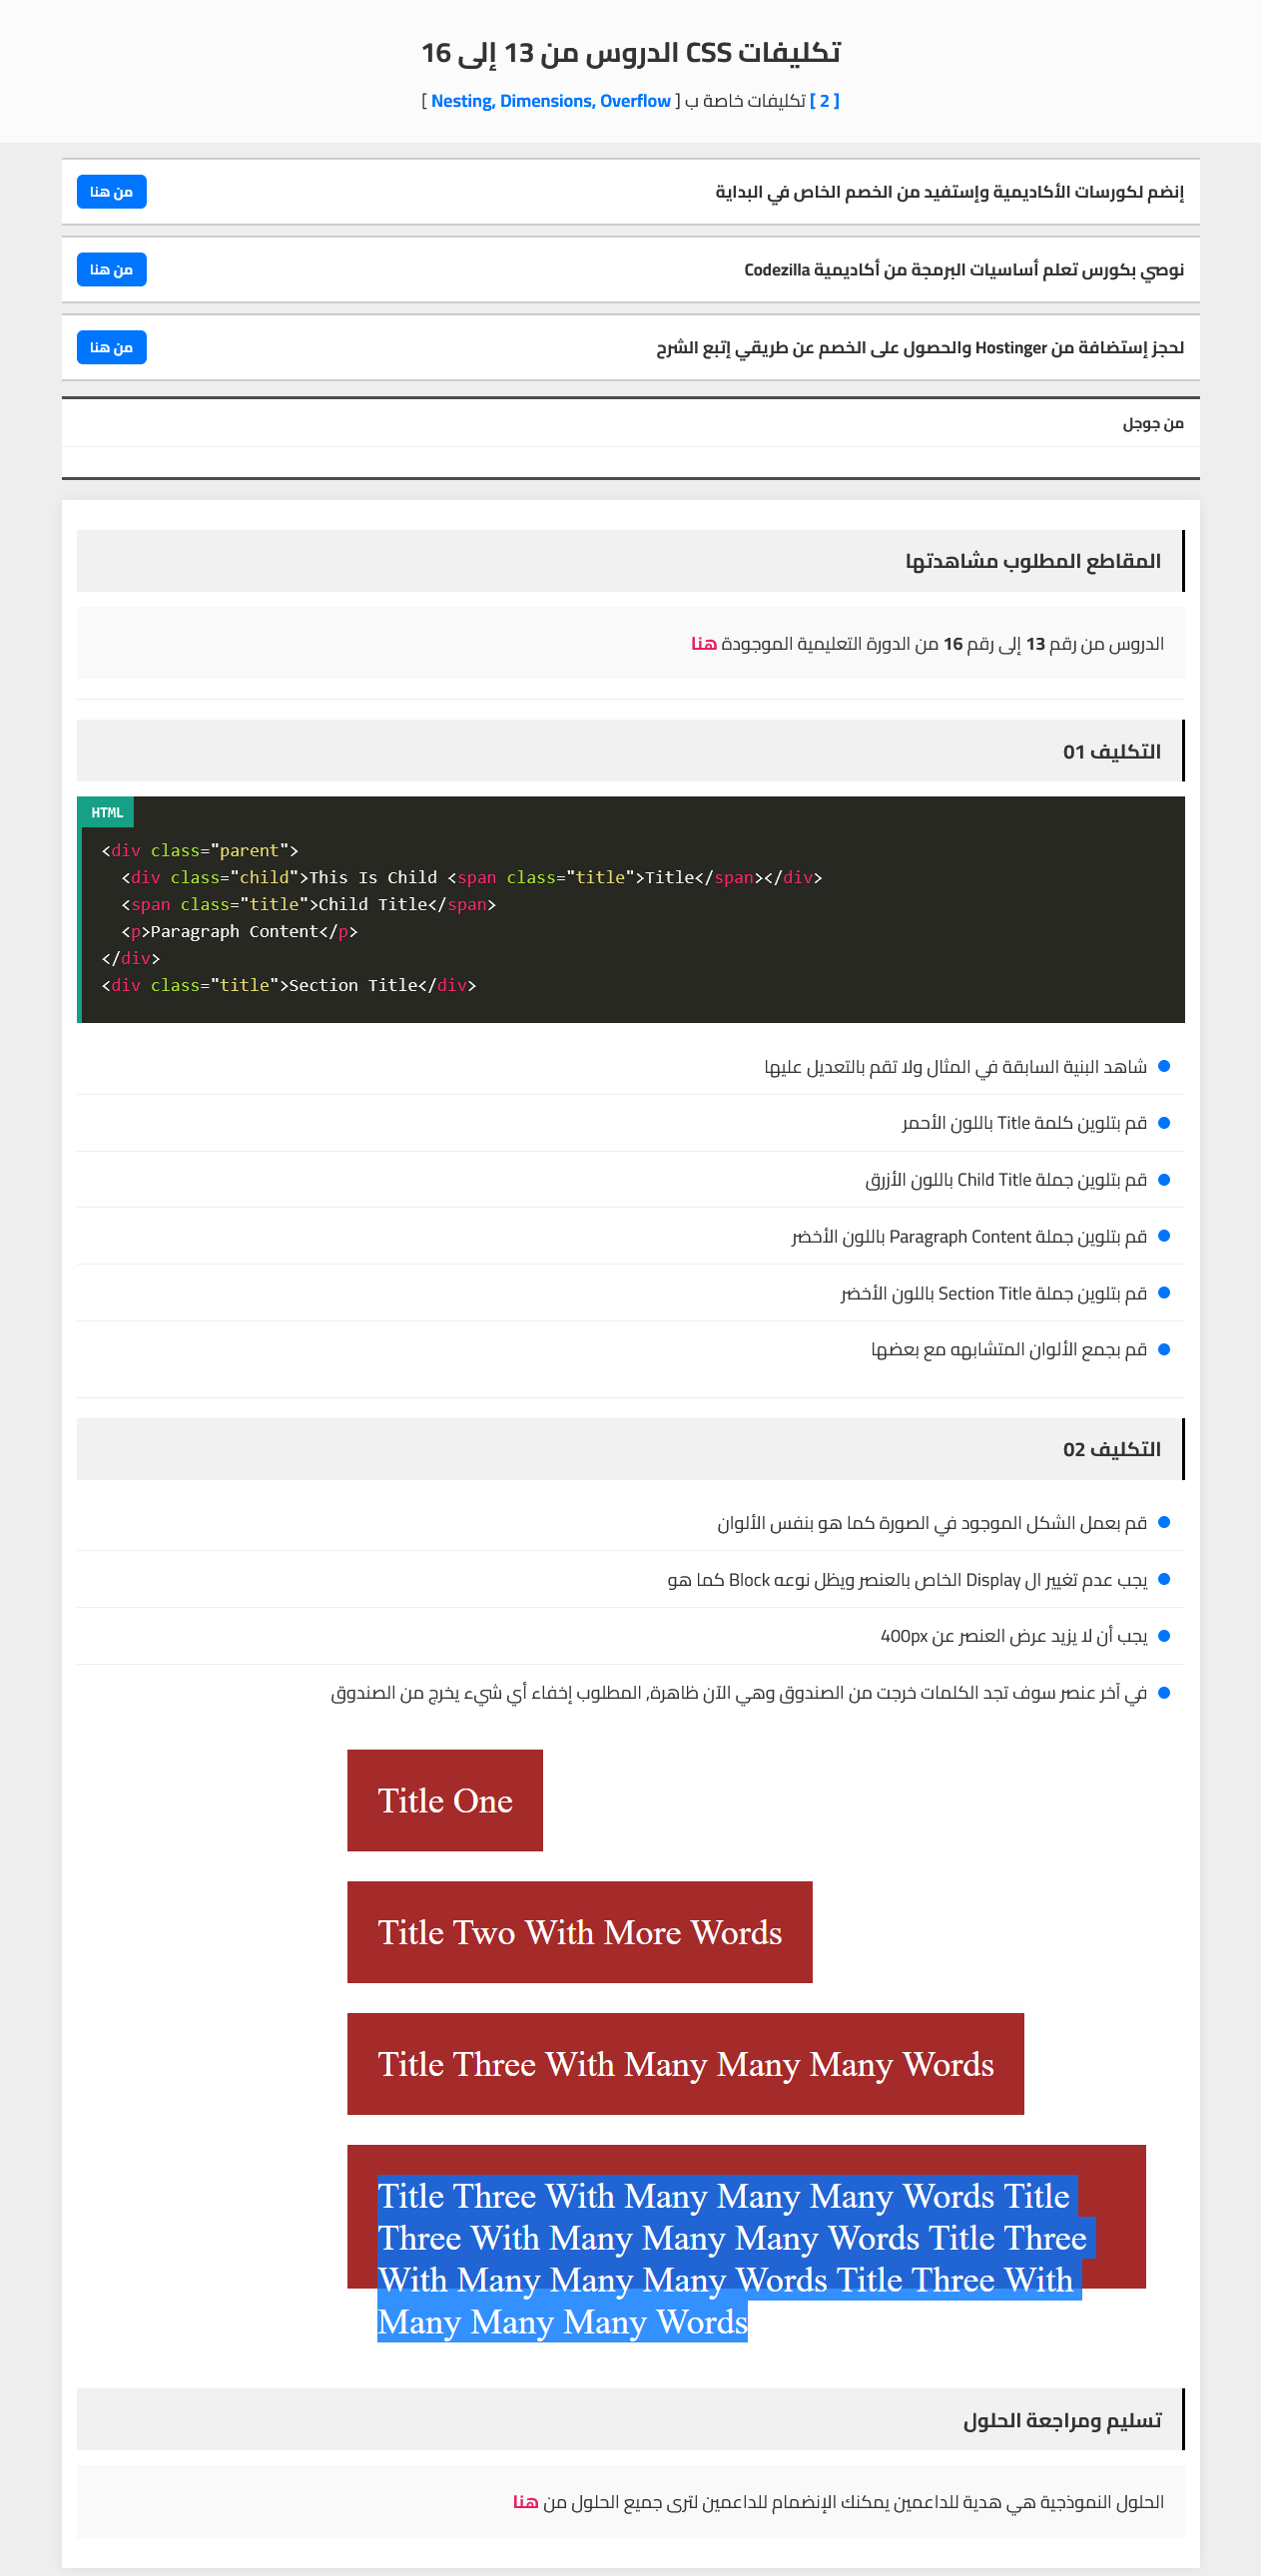 تكليفات CSS الدروس من 13 إلى 16
[ 2 ] تكليفات خاصة ب [ Nesting, Dimensions, Overflow ]
إنضم لكورسات الأكاديمية وإستفيد من الخصم الخاص في البداية
من هنا
نوصي بكورس تعلم أساسيات البرمجة من أكاديمية Codezilla
من هنا
لحجز إستضافة من Hostinger والحصول على الخصم عن طريقي إتبع الشرح
من هنا
من جوجل
المقاطع المطلوب مشاهدتها
الدروس من رقم 13 إلى رقم 16 من الدورة التعليمية الموجودة هنا
التكليف 01
HTML
<div class="parent">
  <div class="child">This Is Child <span class="title">Title</span></div>
  <span class="title">Child Title</span>
  <p>Paragraph Content</p>
</div>
<div class="title">Section Title</div>
شاهد البنية السابقة في المثال ولا تقم بالتعديل عليها
قم بتلوين كلمة Title باللون الأحمر
قم بتلوين جملة Child Title باللون الأزرق
قم بتلوين جملة Paragraph Content باللون الأخضر
قم بتلوين جملة Section Title باللون الأخضر
قم بجمع الألوان المتشابهه مع بعضها
التكليف 02
قم بعمل الشكل الموجود في الصورة كما هو بنفس الألوان
يجب عدم تغيير ال Display الخاص بالعنصر ويظل نوعه Block كما هو
يجب أن لا يزيد عرض العنصر عن 400px
في آخر عنصر سوف تجد الكلمات خرجت من الصندوق وهي الآن ظاهرة, المطلوب إخفاء أي شيء يخرج من الصندوق
Title One
Title Two With More Words
Title Three With Many Many Many Words
Title Three With Many Many Many Words Title
Three With Many Many Many Words Title Three
With Many Many Many Words Title Three With
Many Many Many Words
تسليم ومراجعة الحلول
الحلول النموذجية هي هدية للداعمين يمكنك الإنضمام للداعمين لترى جميع الحلول من هنا